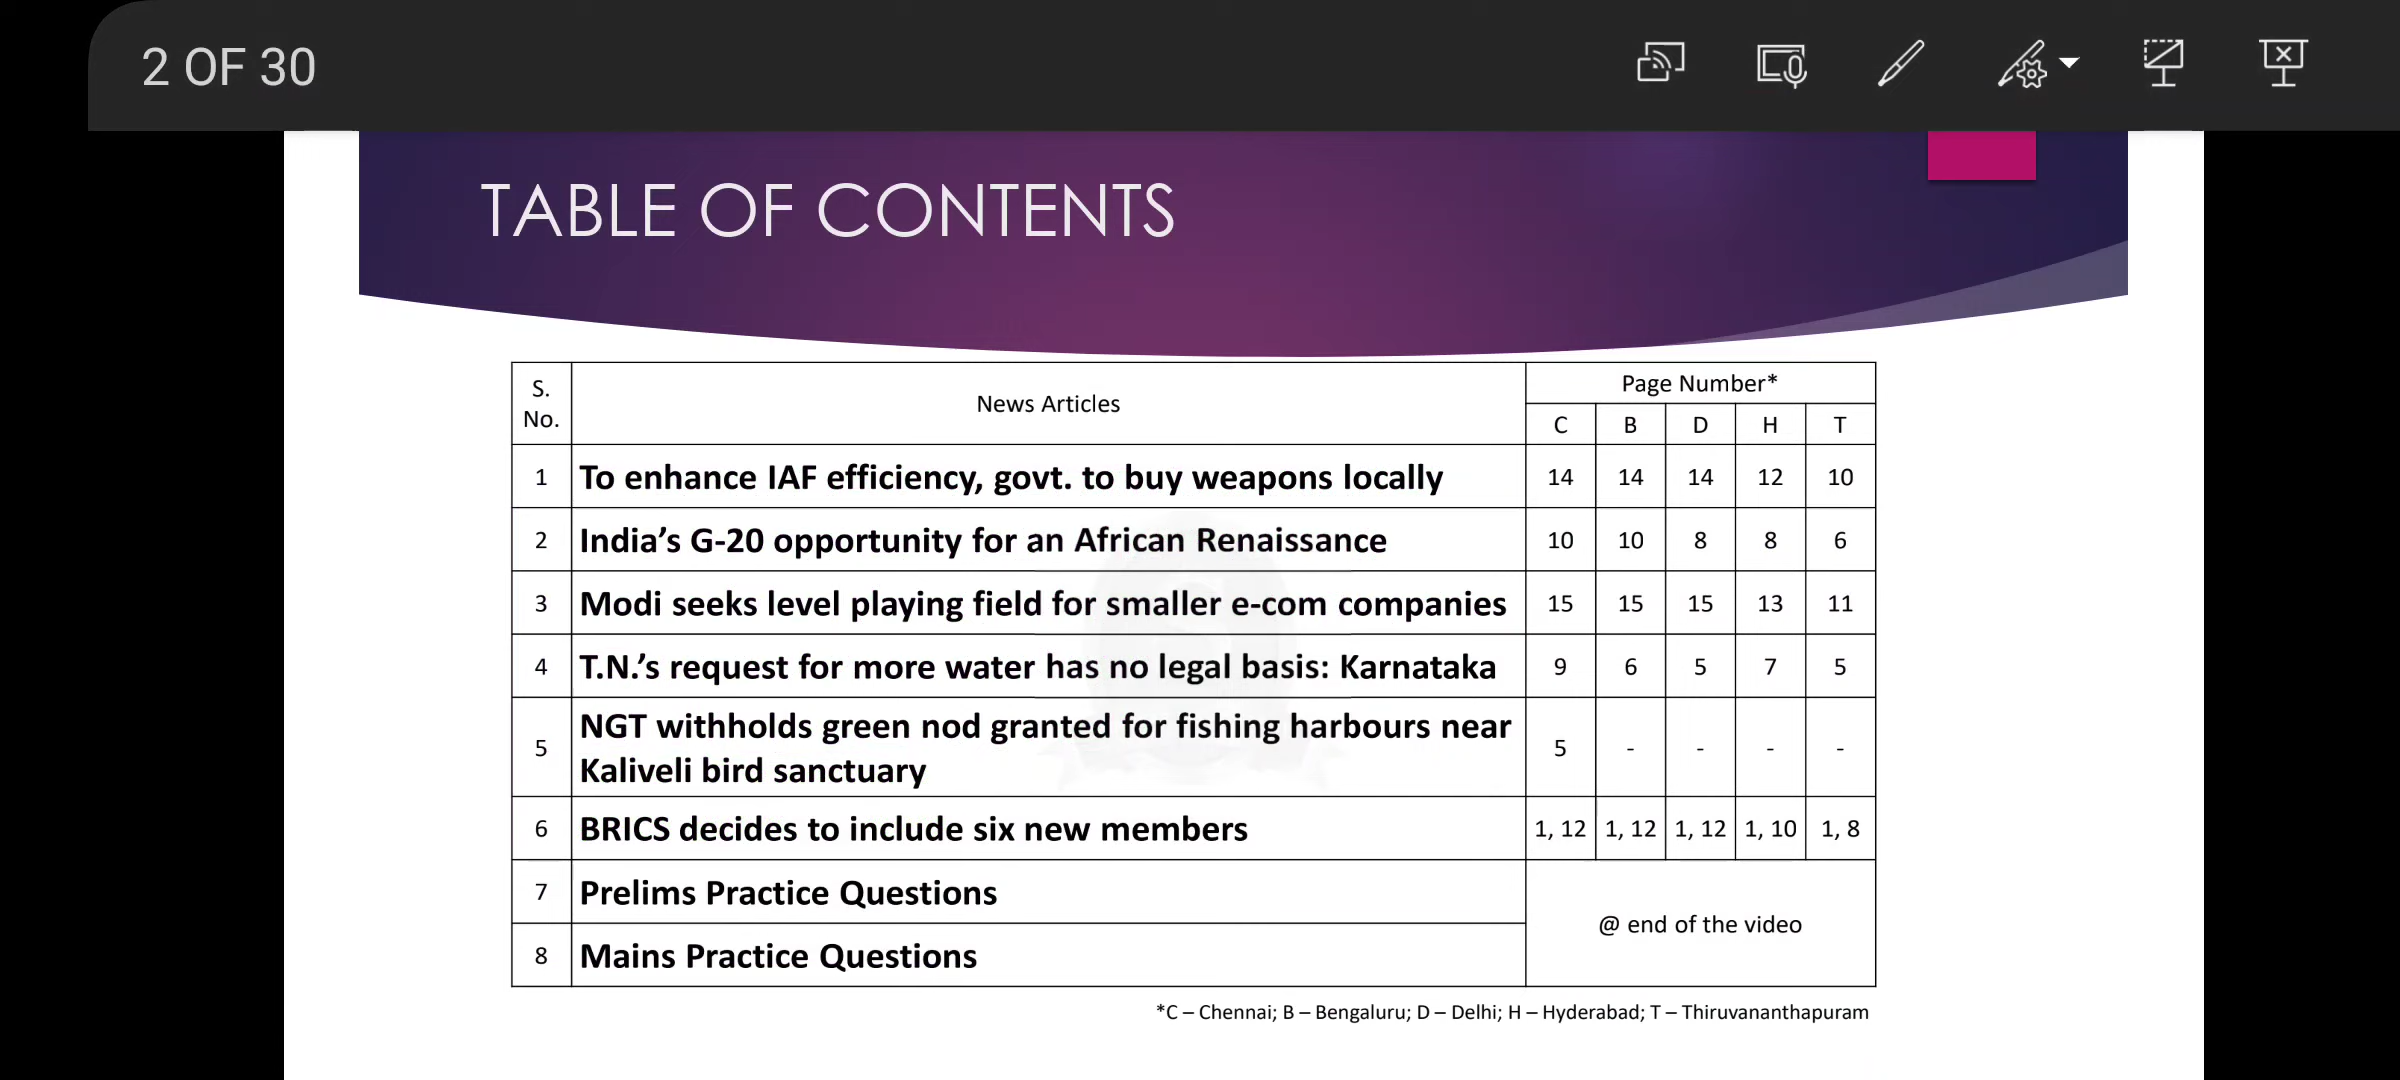 2 OF 30
TABLE OF CONTENTS
S. No. News Articles Page Number*
C B D H T
1 To enhance IAF efficiency, govt. to buy weapons locally 14 14 14 12 10
2 India’s G-20 opportunity for an African Renaissance 10 10 8 8 6
3 Modi seeks level playing field for smaller e-com companies 15 15 15 13 11
4 T.N.’s request for more water has no legal basis: Karnataka 9 6 5 7 5
5 NGT withholds green nod granted for fishing harbours near
Kaliveli bird sanctuary 5 - - - -
6 BRICS decides to include six new members 1, 12 1, 12 1, 12 1, 10 1, 8
7 Prelims Practice Questions
@ end of the video
8 Mains Practice Questions
*C – Chennai; B – Bengaluru; D – Delhi; H – Hyderabad; T – Thiruvananthapuram